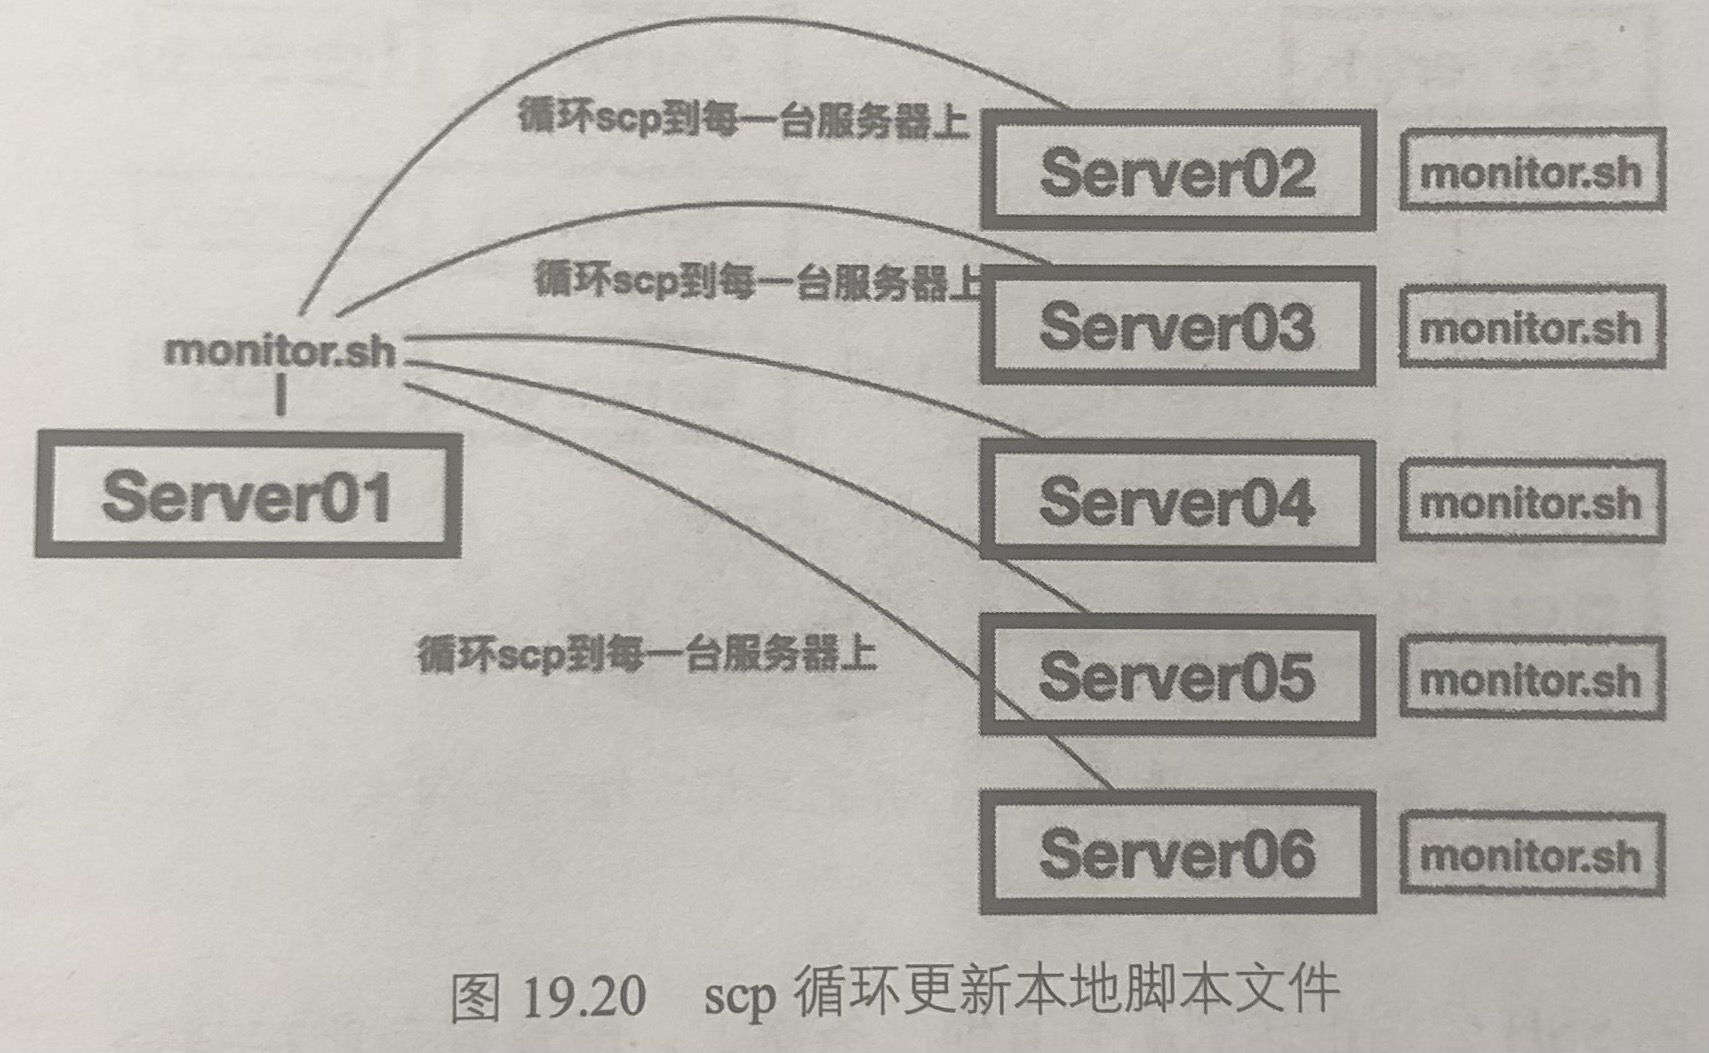 循环scp到每一台服务器上
Server02
monitor.sh
循环scp到每一台服务器上
Server03
monitor.sh
monitor.sh
Server01
Server04
monitor.sh
循环scp到每一台服务器上
Server05
monitor.sh
Server06
monitor.sh
图 19.20 scp 循环更新本地脚本文件